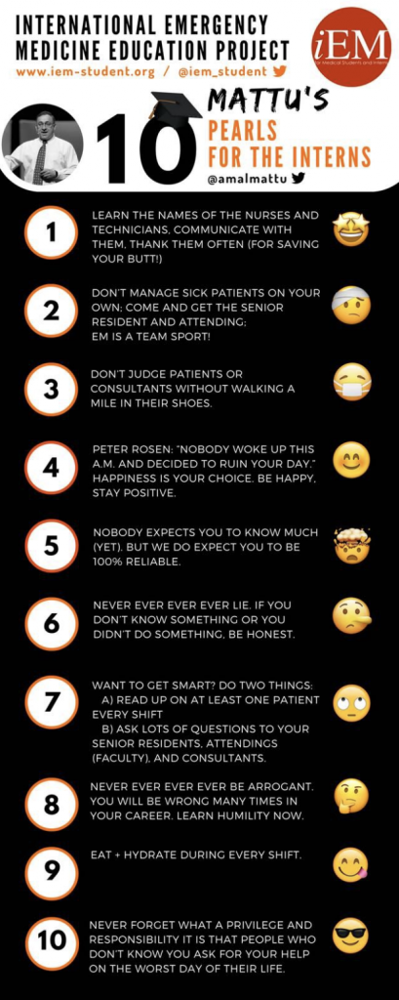 INTERNATIONAL EMERGENCY
MEDICINE EDUCATION PROJECT
www.iem-student.org / @iem_student
iEM
for Medical Students and Interns
10
MATTU'S
PEARLS
FOR THE INTERNS
@amalmattu
1
LEARN THE NAMES OF THE NURSES AND
TECHNICIANS, COMMUNICATE WITH
THEM, THANK THEM OFTEN (FOR SAVING
YOUR BUTT!)
2
DON'T MANAGE SICK PATIENTS ON YOUR
OWN; COME AND GET THE SENIOR
RESIDENT AND ATTENDING;
EM IS A TEAM SPORT!
3
DON'T JUDGE PATIENTS OR
CONSULTANTS WITHOUT WALKING A
MILE IN THEIR SHOES.
4
PETER ROSEN: "NOBODY WOKE UP THIS
A.M. AND DECIDED TO RUIN YOUR DAY."
HAPPINESS IS YOUR CHOICE. BE HAPPY,
STAY POSITIVE.
5
NOBODY EXPECTS YOU TO KNOW MUCH
(YET). BUT WE DO EXPECT YOU TO BE
100% RELIABLE.
6
NEVER EVER EVER EVER LIE. IF YOU
DON'T KNOW SOMETHING OR YOU
DIDN'T DO SOMETHING, BE HONEST.
7
WANT TO GET SMART? DO TWO THINGS:
A) READ UP ON AT LEAST ONE PATIENT
EVERY SHIFT
B) ASK LOTS OF QUESTIONS TO YOUR
SENIOR RESIDENTS, ATTENDINGS
(FACULTY), AND CONSULTANTS.
8
NEVER EVER EVER EVER BE ARROGANT.
YOU WILL BE WRONG MANY TIMES IN
YOUR CAREER. LEARN HUMILITY NOW.
9
EAT + HYDRATE DURING EVERY SHIFT.
10
NEVER FORGET WHAT A PRIVILEGE AND
RESPONSIBILITY IT IS THAT PEOPLE WHO
DON'T KNOW YOU ASK FOR YOUR HELP
ON THE WORST DAY OF THEIR LIFE.